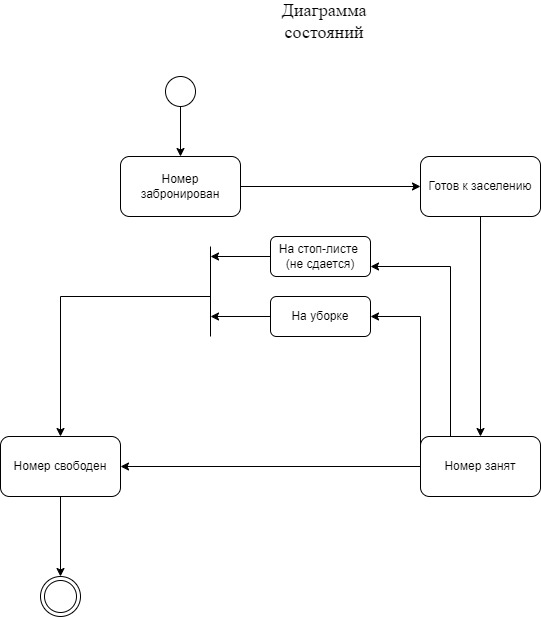 Диаграмма
состояний
Номер
забронирован
Готов к заселению
На стоп-листе
(не сдается)
На уборке
Номер свободен
Номер занят